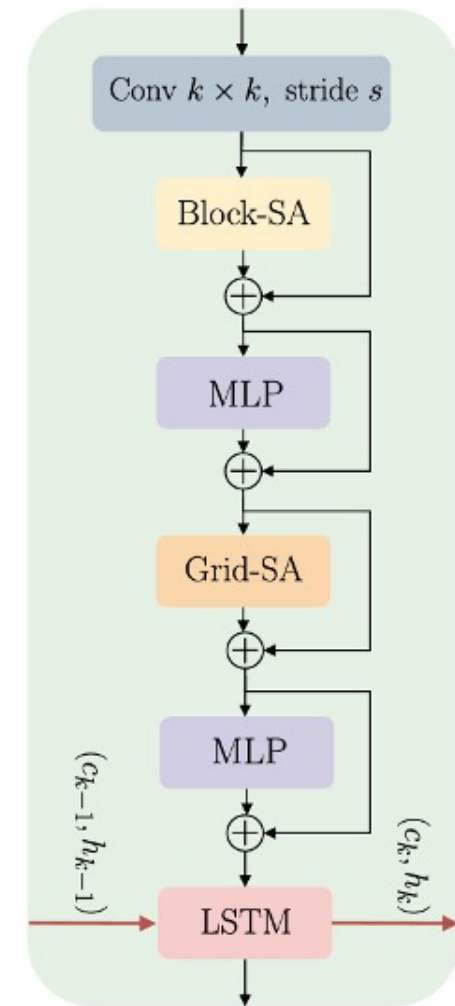 Conv k × k, stride s
Block-SA
MLP
Grid-SA
MLP
(c_{k-1}, h_{k-1})
(c_k, h_k)
LSTM